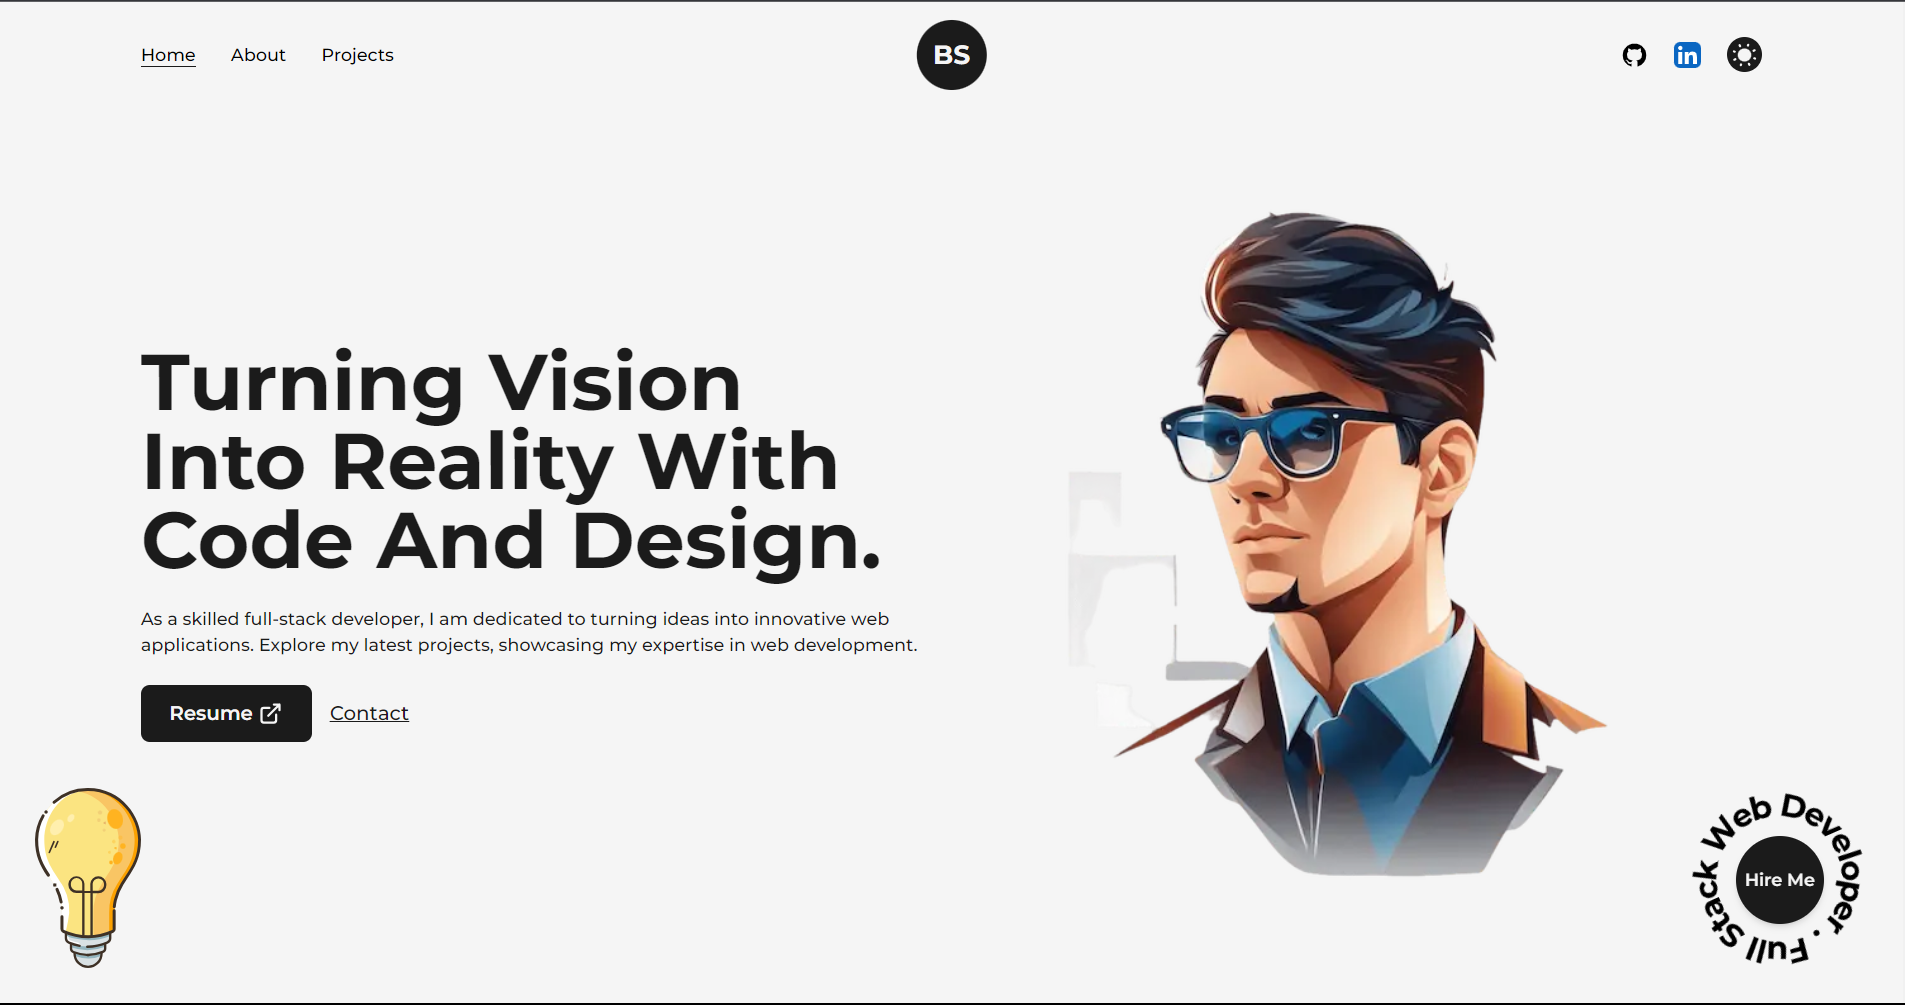 Home
About
Projects
BS
in
Turning Vision
Into Reality With
Code And Design.
As a skilled full-stack developer, I am dedicated to turning ideas into innovative web
applications. Explore my latest projects, showcasing my expertise in web development.
Resume
Contact
Full Stack Web Developer .
Hire Me